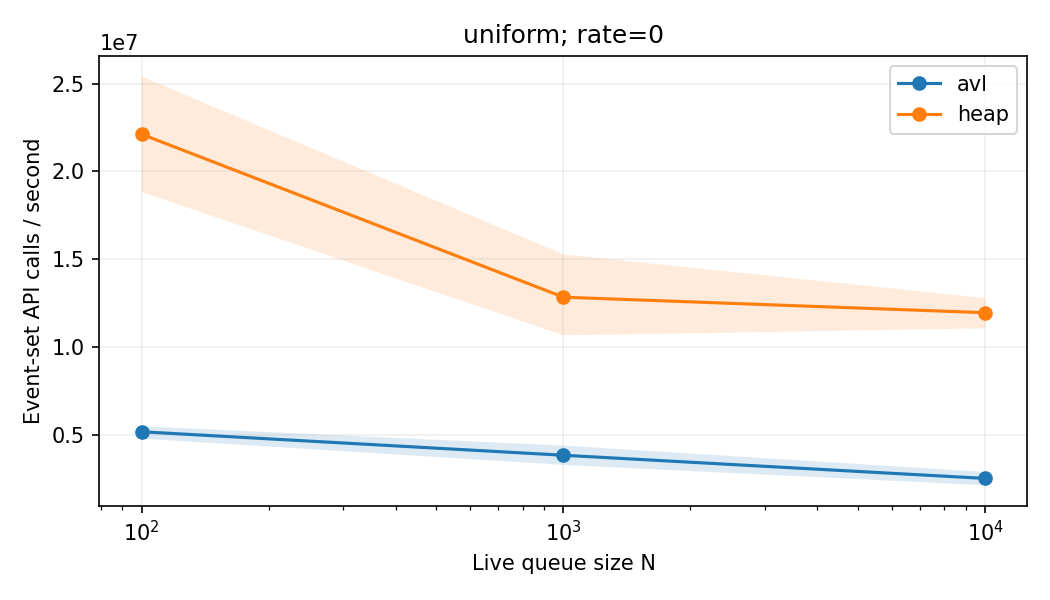 uniform; rate=0
1e7
avl
heap
2.5
2.0
1.5
1.0
0.5
Event-set API calls / second
10²
10³
10⁴
Live queue size N